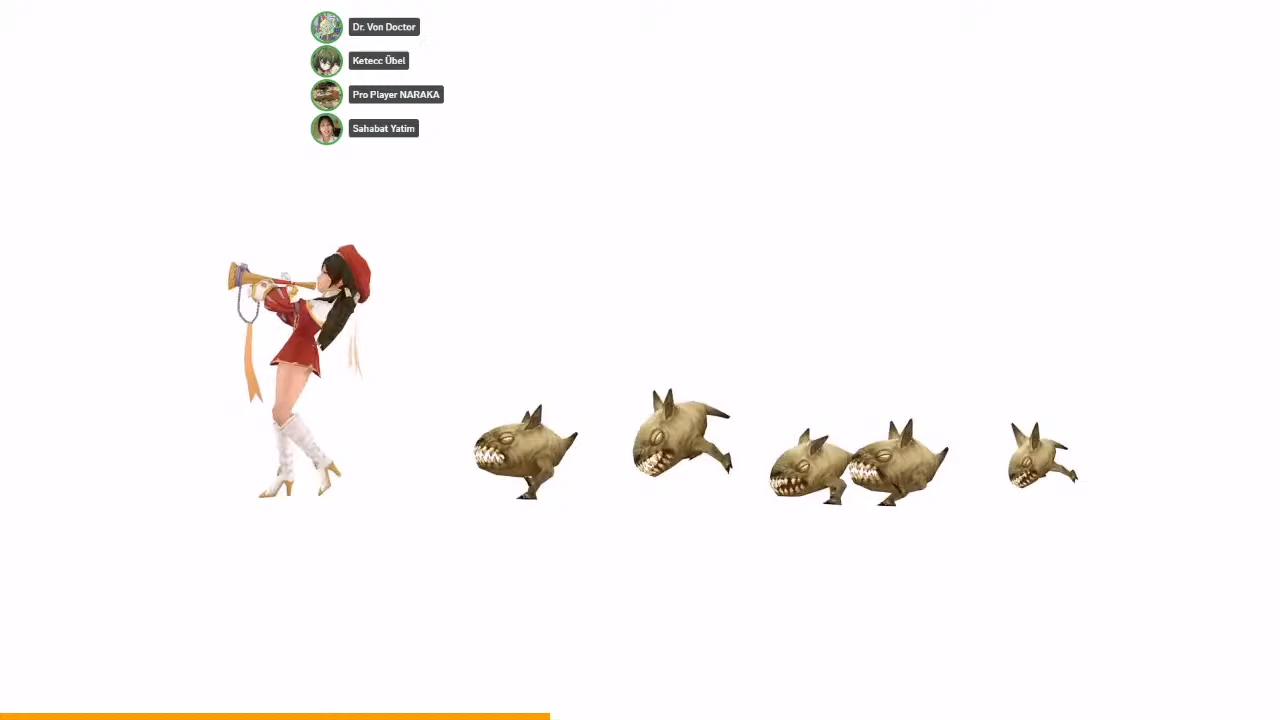 Dr. Von Doctor
Ketecc Übel
Pro Player NARAKA
Sahabat Yatim